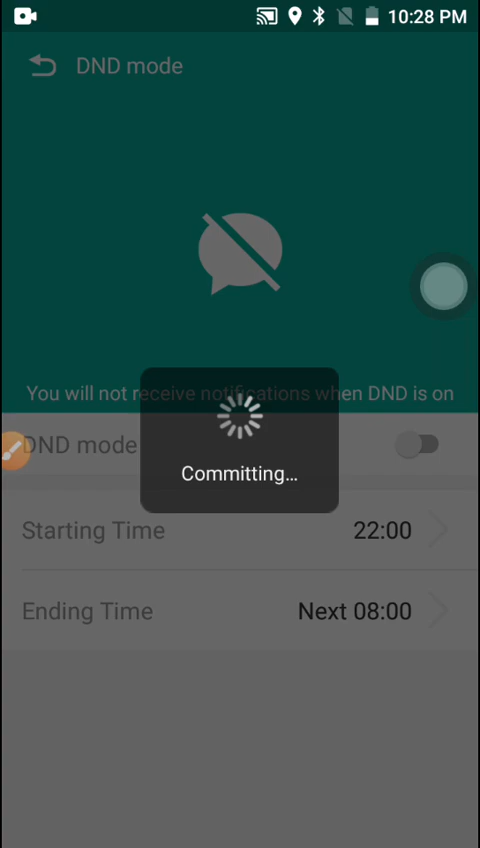 10:28 PM
DND mode
You will not receive notifications when DND is on
DND mode
Committing...
Starting Time 22:00
Ending Time Next 08:00